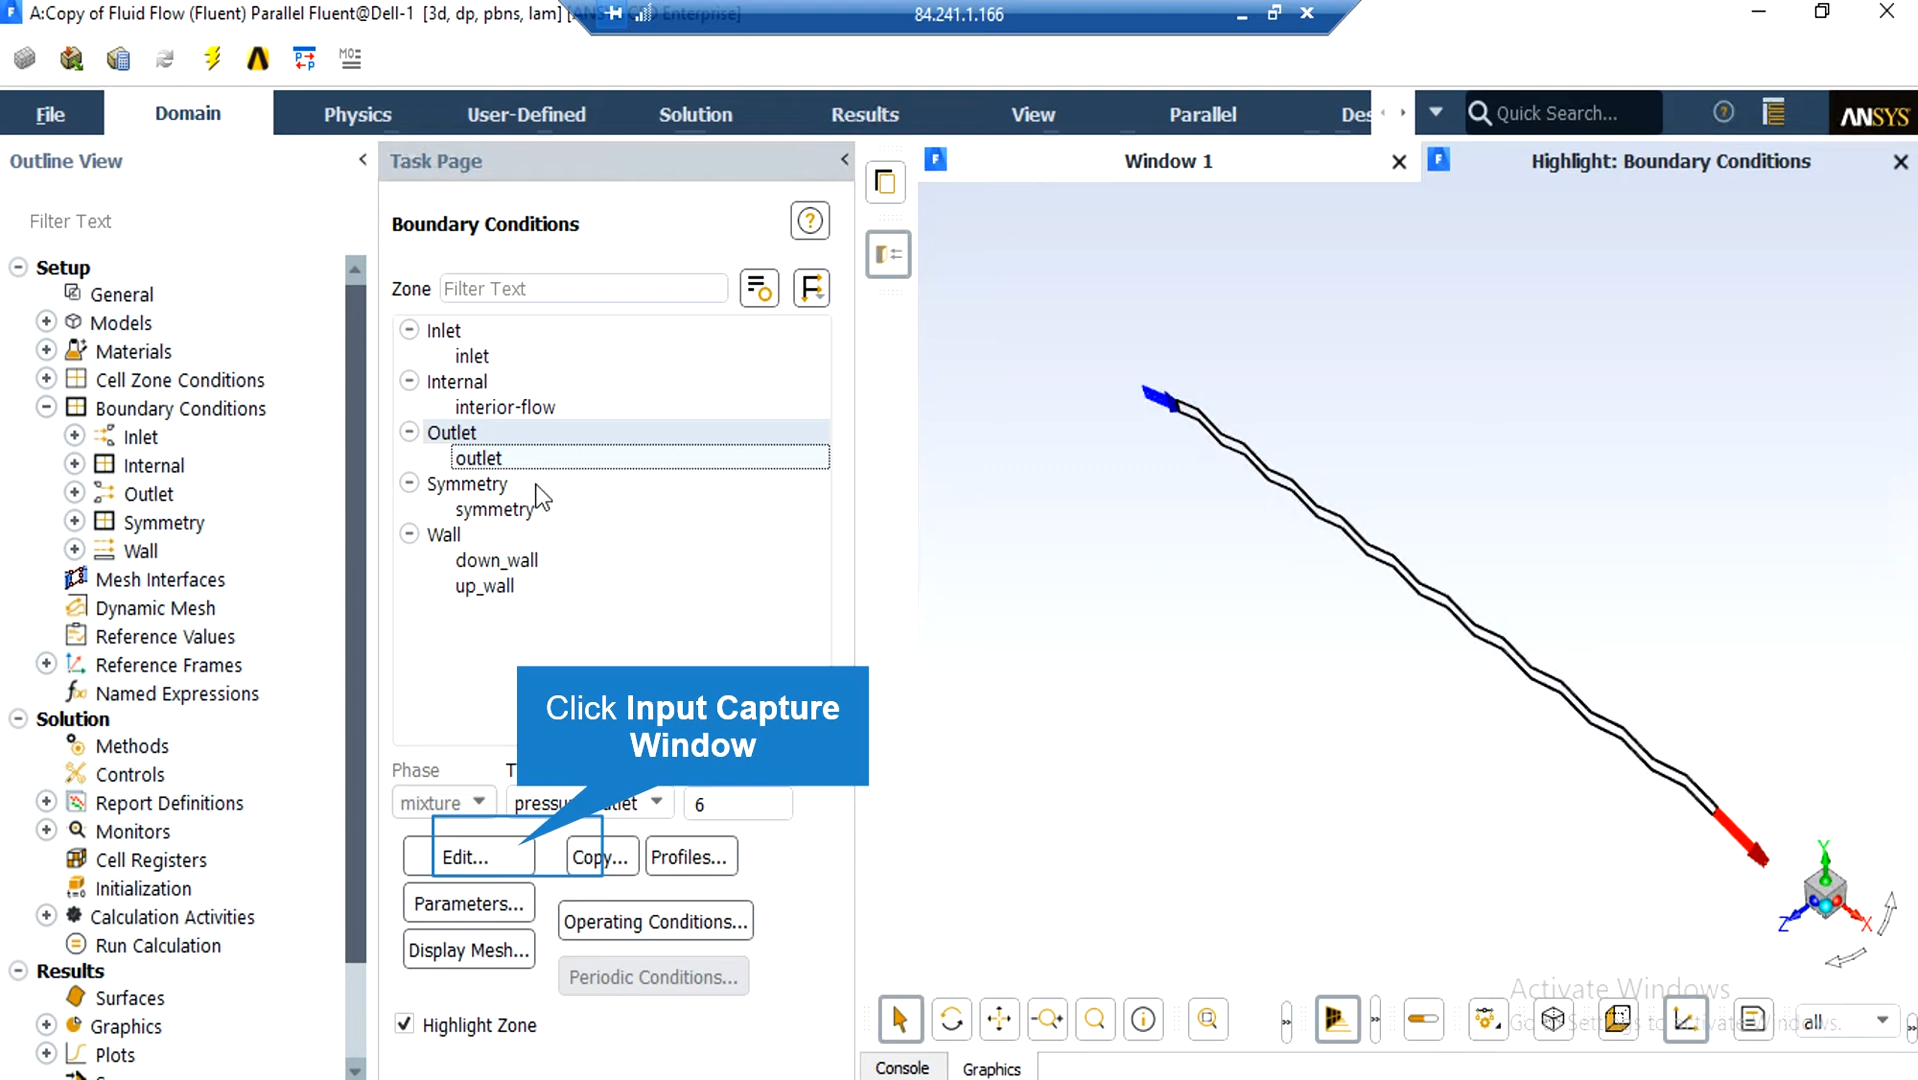 A:Copy of Fluid Flow (Fluent) Parallel Fluent@Dell-1 [3d, dp, pbns, lam]
84.241.1.166
File
Domain
Physics
User-Defined
Solution
Results
View
Parallel
Des
Quick Search...
ANSYS
Outline View
Filter Text
Setup
General
Models
Materials
Cell Zone Conditions
Boundary Conditions
Inlet
Internal
Outlet
Symmetry
Wall
Mesh Interfaces
Dynamic Mesh
Reference Values
Reference Frames
Named Expressions
Solution
Methods
Controls
Report Definitions
Monitors
Cell Registers
Initialization
Calculation Activities
Run Calculation
Results
Surfaces
Graphics
Plots
Task Page
Boundary Conditions
Zone Filter Text
Inlet
inlet
Internal
interior-flow
Outlet
outlet
Symmetry
symmetry
Wall
down_wall
up_wall
Click Input Capture
Window
Phase
mixture
6
Edit...
Copy...
Profiles...
Parameters...
Operating Conditions...
Display Mesh...
Periodic Conditions...
Highlight Zone
Window 1
Highlight: Boundary Conditions
Y
Z
X
Activate Windows
all
Console
Graphics